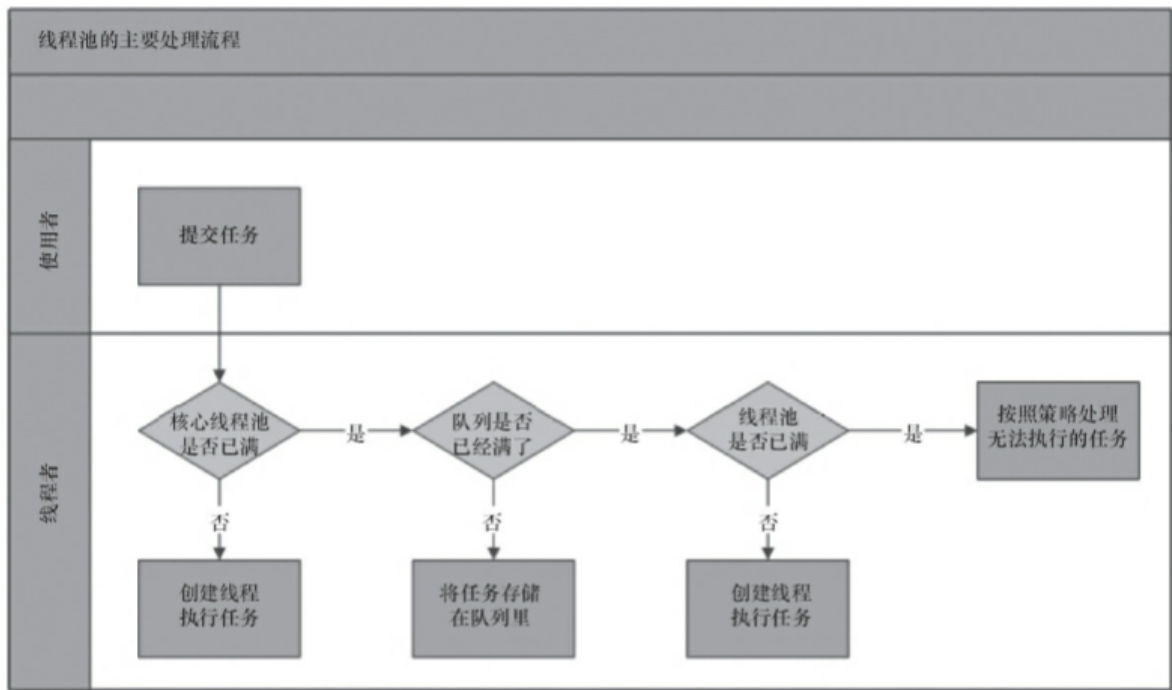 线程池的主要处理流程
使用者
提交任务
线程者
核心线程池
是否已满
是
队列是否
已经满了
是
线程池
是否已满
是
按照策略处理
无法执行的任务
否
否
否
创建线程
执行任务
将任务存储
在队列里
创建线程
执行任务